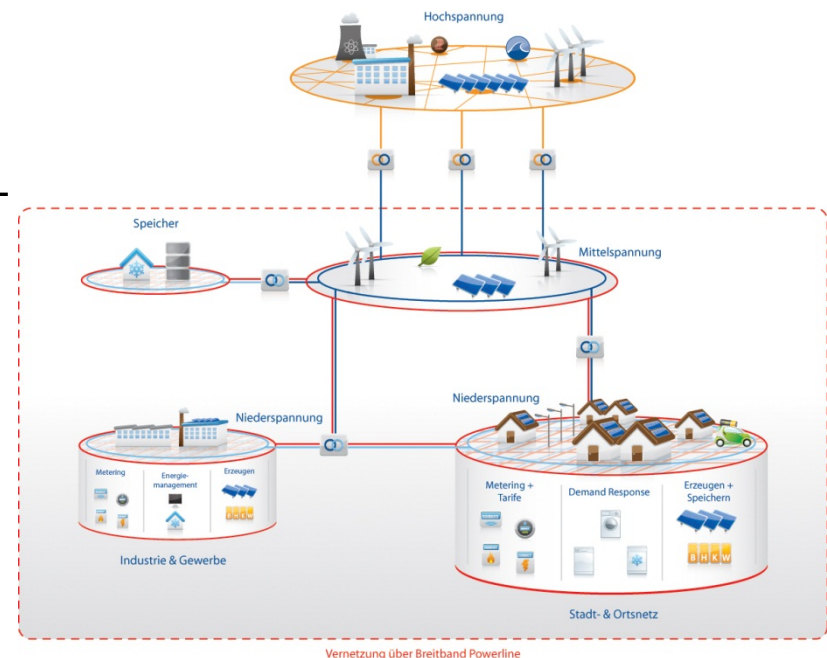 Hochspannung
Speicher
Mittelspannung
Niederspannung
Niederspannung
Metering
Energie-
management
Erzeugen
BHKW
Industrie & Gewerbe
Metering +
Tarife
Demand Response
Erzeugen +
Speichern
BHKW
Stadt- & Ortsnetz
Vernetzung über Breitband Powerline